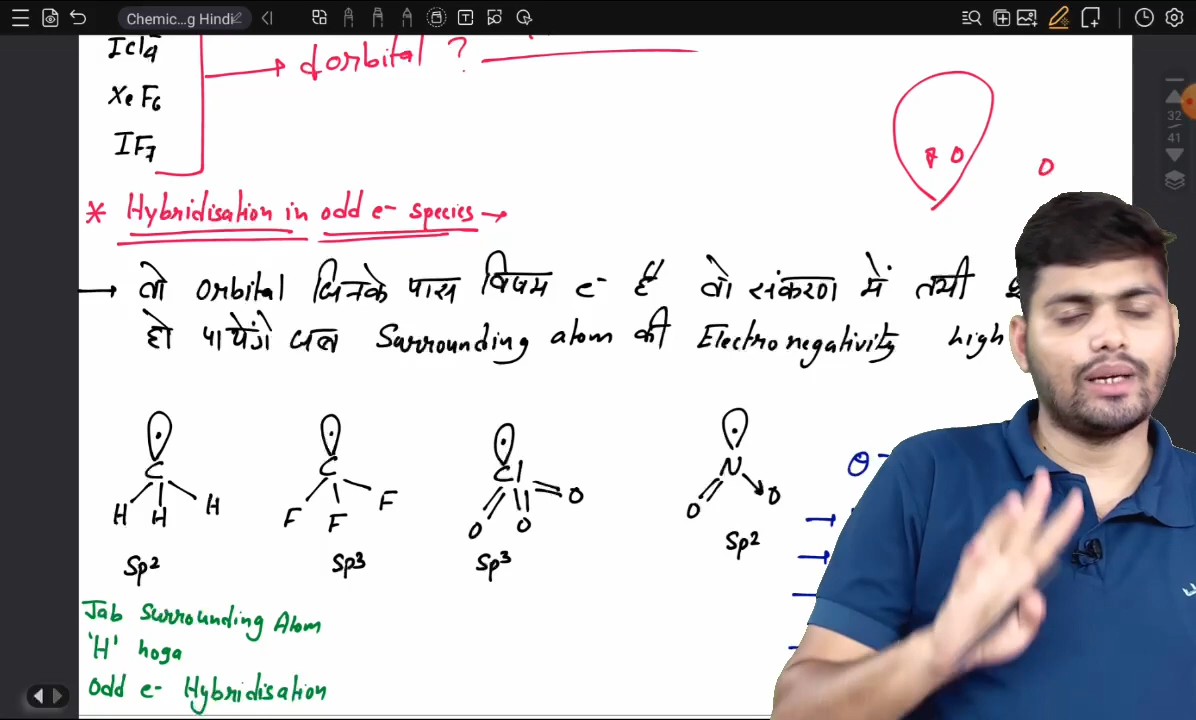 Chemic...g Hindi
ICl4-
XeF6
IF7
d orbital ?
32
41
* Hybridisation in odd e- species →
→ वो orbital जिनके पास विषम e- हैं वो संकरण में तभी
हो पायेंगे जब Surrounding atom की Electronegativity high
C H H H
C F F F
Cl O O O
N O O
Sp2 Sp3 Sp3 Sp2
Jab Surrounding Atom
'H' hoga
Odd e- Hybridisation